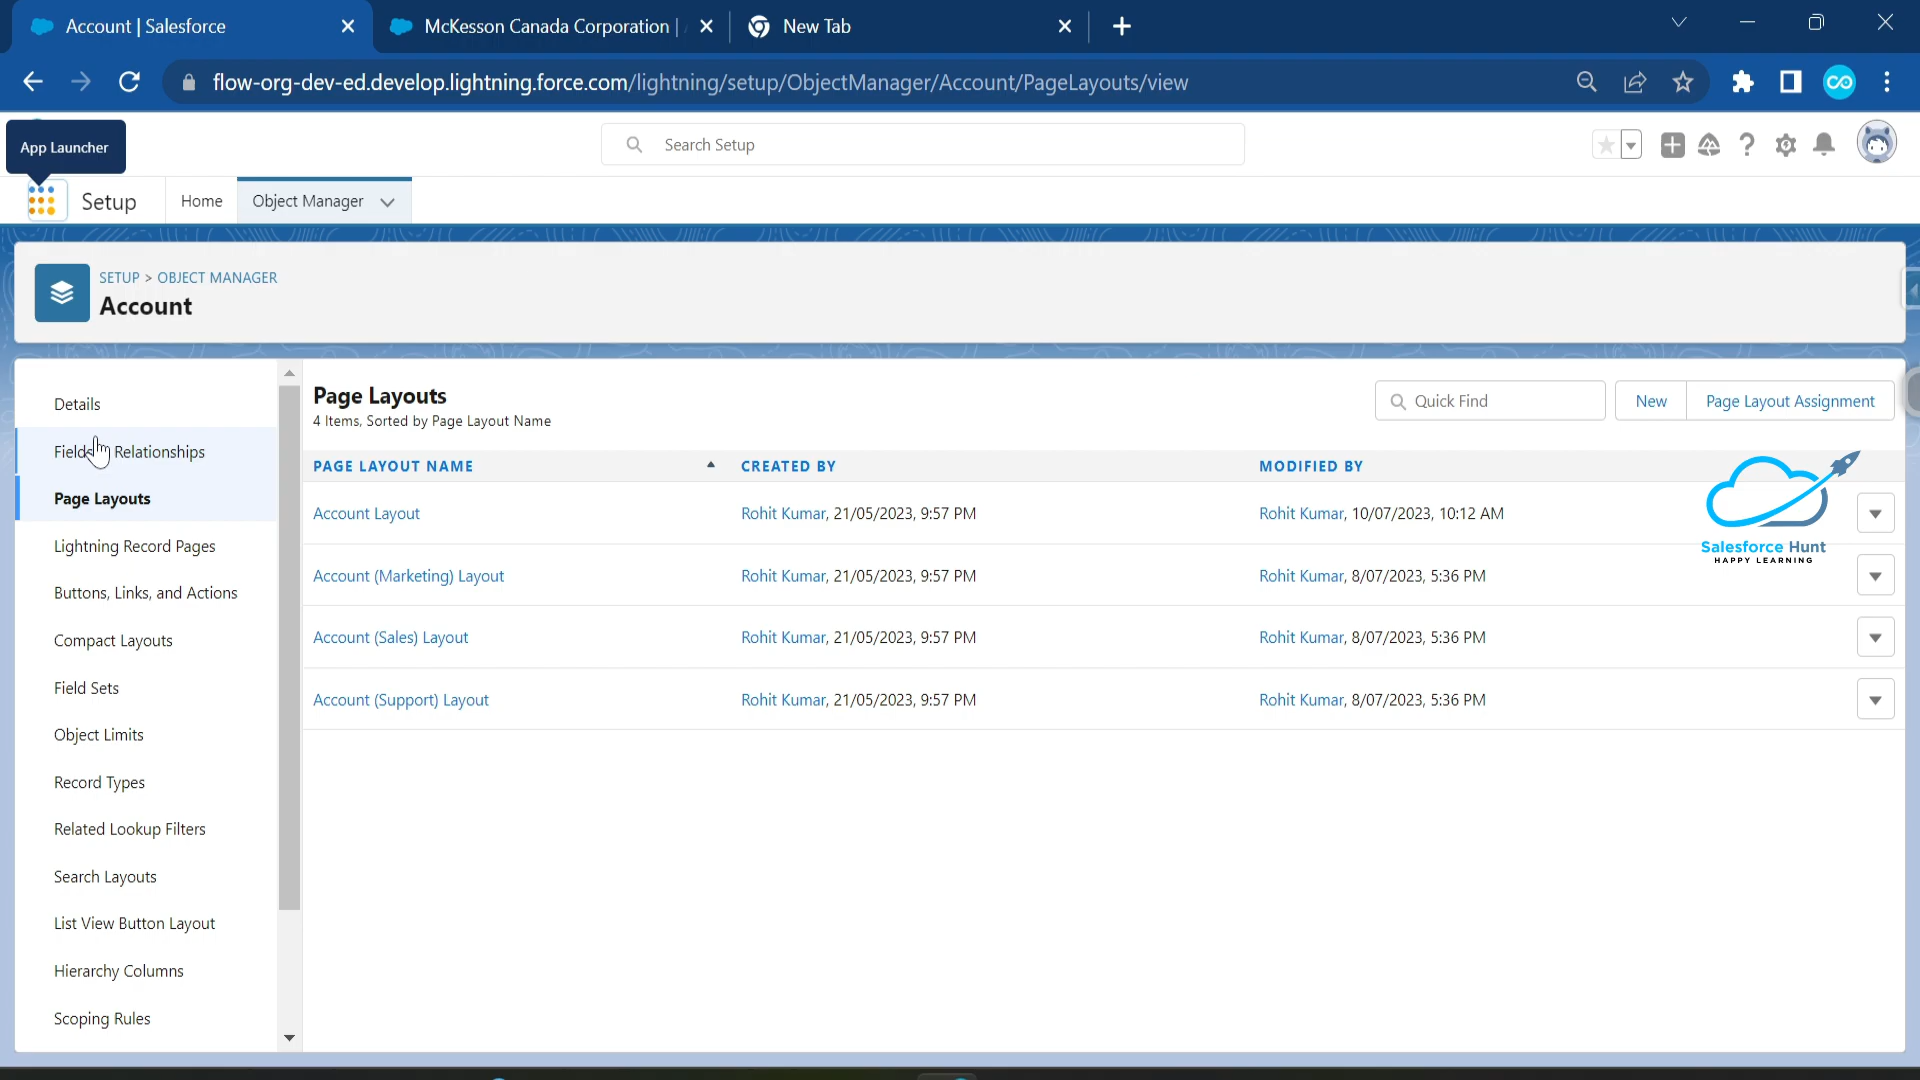 Account | Salesforce
McKesson Canada Corporation |
New Tab
flow-org-dev-ed.develop.lightning.force.com/lightning/setup/ObjectManager/Account/PageLayouts/view
App Launcher
Search Setup
Setup
Home
Object Manager
SETUP > OBJECT MANAGER
Account
Details
Relationships
Page Layouts
Lightning Record Pages
Buttons, Links, and Actions
Compact Layouts
Field Sets
Object Limits
Record Types
Related Lookup Filters
Search Layouts
List View Button Layout
Hierarchy Columns
Scoping Rules
Page Layouts
4 Items, Sorted by Page Layout Name
Quick Find
New
Page Layout Assignment
PAGE LAYOUT NAME CREATED BY MODIFIED BY
Account Layout Rohit Kumar, 21/05/2023, 9:57 PM Rohit Kumar, 10/07/2023, 10:12 AM
Account (Marketing) Layout Rohit Kumar, 21/05/2023, 9:57 PM Rohit Kumar, 8/07/2023, 5:36 PM
Account (Sales) Layout Rohit Kumar, 21/05/2023, 9:57 PM Rohit Kumar, 8/07/2023, 5:36 PM
Account (Support) Layout Rohit Kumar, 21/05/2023, 9:57 PM Rohit Kumar, 8/07/2023, 5:36 PM
Salesforce Hunt
HAPPY LEARNING